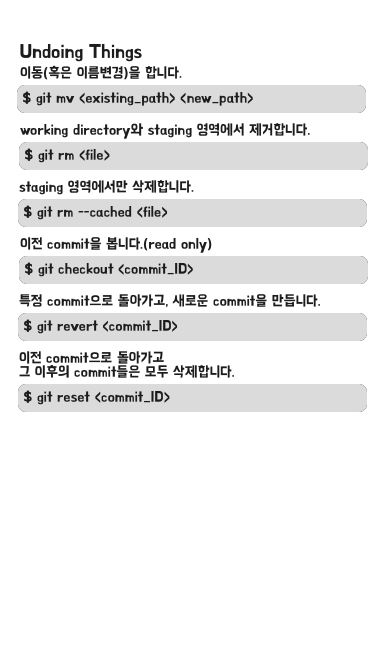 Undoing Things
이동(혹은 이름변경)을 합니다.
$ git mv <existing_path> <new_path>
working directory와 staging 영역에서 제거합니다.
$ git rm <file>
staging 영역에서만 삭제합니다.
$ git rm --cached <file>
이전 commit을 봅니다.(read only)
$ git checkout <commit_ID>
특정 commit으로 돌아가고, 새로운 commit을 만듭니다.
$ git revert <commit_ID>
이전 commit으로 돌아가고
그 이후의 commit들은 모두 삭제합니다.
$ git reset <commit_ID>